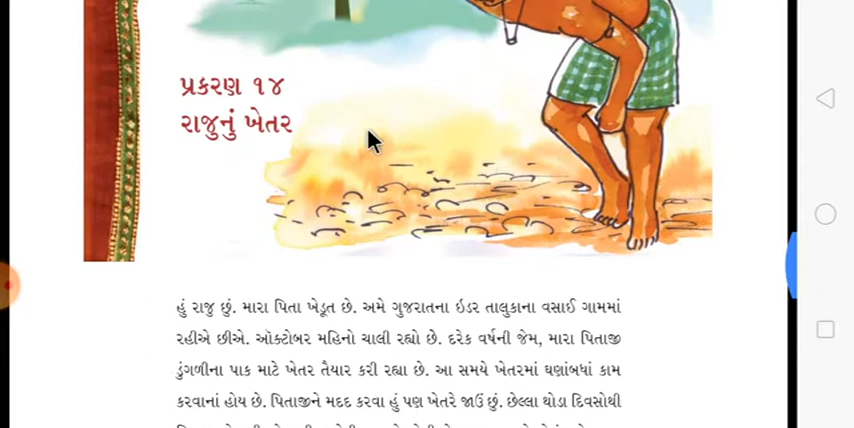 પ્રકરણ ૧૪
રાજુનું ખેતર
હું રાજુ છું. મારા પિતા ખેડૂત છે. અમે ગુજરાતના ઇડર તાલુકાના વસાઈ ગામમાં
રહીએ છીએ. ઑક્ટોબર મહિનો ચાલી રહ્યો છે. દરેક વર્ષની જેમ, મારા પિતાજી
ડુંગળીના પાક માટે ખેતર તૈયાર કરી રહ્યા છે. આ સમયે ખેતરમાં ઘણાંબધાં કામ
કરવાનાં હોય છે. પિતાજીને મદદ કરવા હું પણ ખેતરે જાઉં છું. છેલ્લા થોડા દિવસોથી